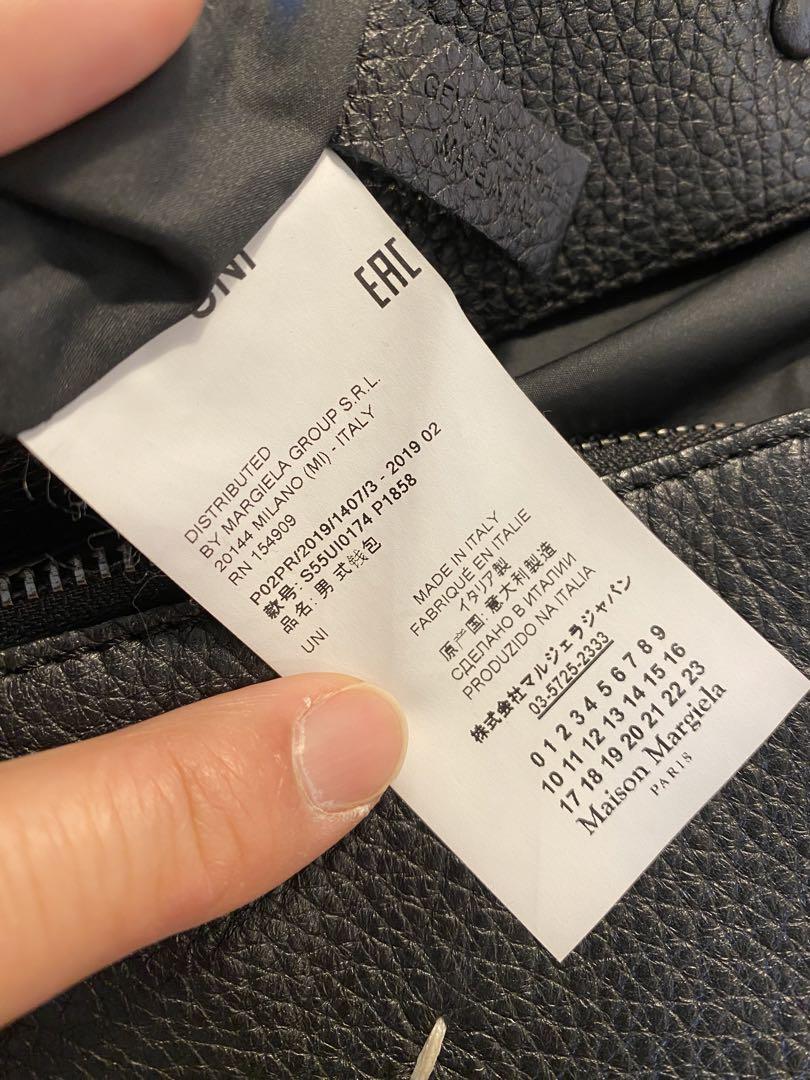 GENUINE
UNI
EAC
DISTRIBUTED
BY MARGIELA GROUP S.R.L.
20144 MILANO (MI) - ITALY
RN 154909
P02PR/2019/1407/3 - 2019 02
款号: S55UI0174 P1858
品名: 男 式 钱包
UNI
MADE IN ITALY
FABRIQUÉ EN ITALIE
イタリア製
原产国: 意大利製造
СДЕЛАНО В ИТАЛИИ
PRODUZIDO NA ITALIA
株式会社マルジェラジャパン
03-5725-2333
0 1 2 3 4 5 6 7 8 9
10 11 12 13 14 15 16
17 18 19 20 21 22 23
Maison Margiela
PARIS